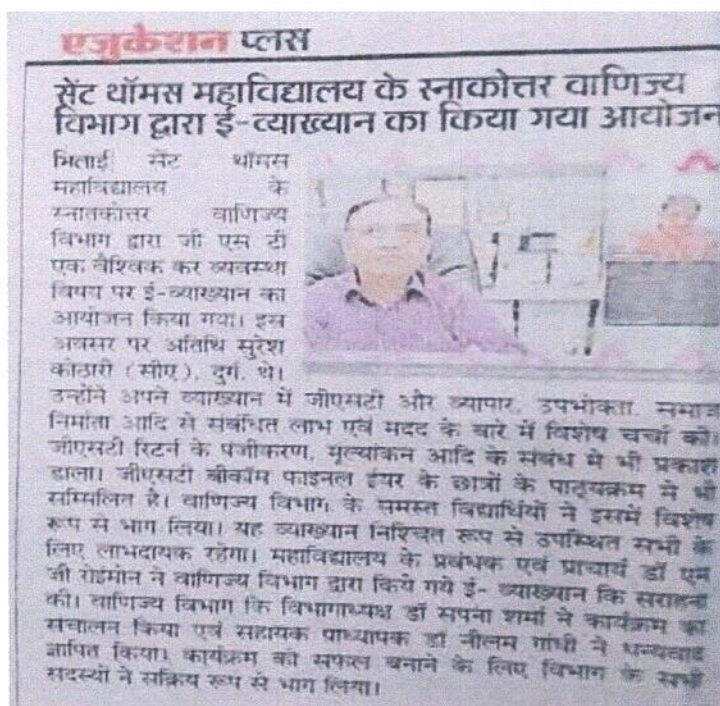 एजुकेशन प्लस
सेंट थॉमस महाविद्यालय के स्नाकोत्तर वाणिज्य
विभाग द्वारा ई-व्याख्यान का किया गया आयोजन
भिलाई सेंट थॉमस
महाविद्यालय के
स्नातकोत्तर वाणिज्य
विभाग द्वारा जी एस टी
एक वैश्विक कर व्यवस्था
विषय पर ई-व्याख्यान का
आयोजन किया गया। इस
अवसर पर अतिथि सुरेश
कोठारी (सीए), दुर्ग, थे।
उन्होंने अपने व्याख्यान में जीएसटी और व्यापार, उपभोक्ता, समाज
निर्माता आदि से संबंधित लाभ एवं मदद के बारे में विशेष चर्चा की।
जीएसटी रिटर्न के पंजीकरण, मूल्यांकन आदि के संबंध मे भी प्रकाश
डाला। जीएसटी बीकॉम फाइनल ईयर के छात्रों के पाठ्यक्रम मे भी
सम्मिलित है। वाणिज्य विभाग के समस्त विद्यार्थियों ने इसमें विशेष
रूप से भाग लिया। यह व्याख्यान निश्चित रूप से उपस्थित सभी के
लिए लाभदायक रहेगा। महाविद्यालय के प्रबंधक एवं प्राचार्य डॉ एम
जी रोईमोन ने वाणिज्य विभाग द्वारा किये गये ई- व्याख्यान कि सराहना
की। वाणिज्य विभाग कि विभागाध्यक्ष डॉ सपना शर्मा ने कार्यक्रम का
संचालन किया एवं सहायक प्राध्यापक डॉ नीलम गांधी ने धन्यवाद
ज्ञापित किया। कार्यक्रम को सफल बनाने के लिए विभाग के सभी
सदस्यों ने सक्रिय रूप से भाग लिया।